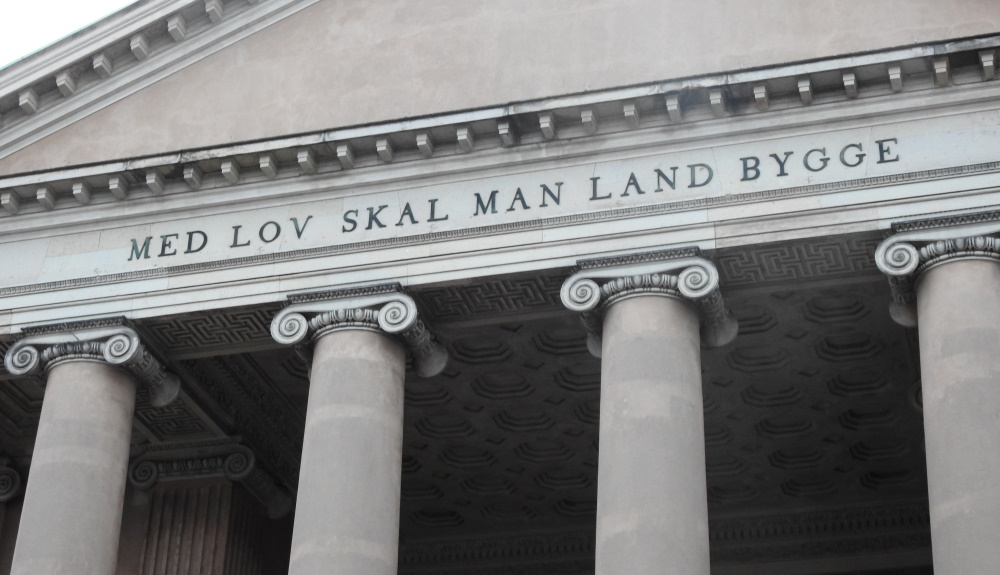 MED LOV SKAL MAN LAND BYGGE